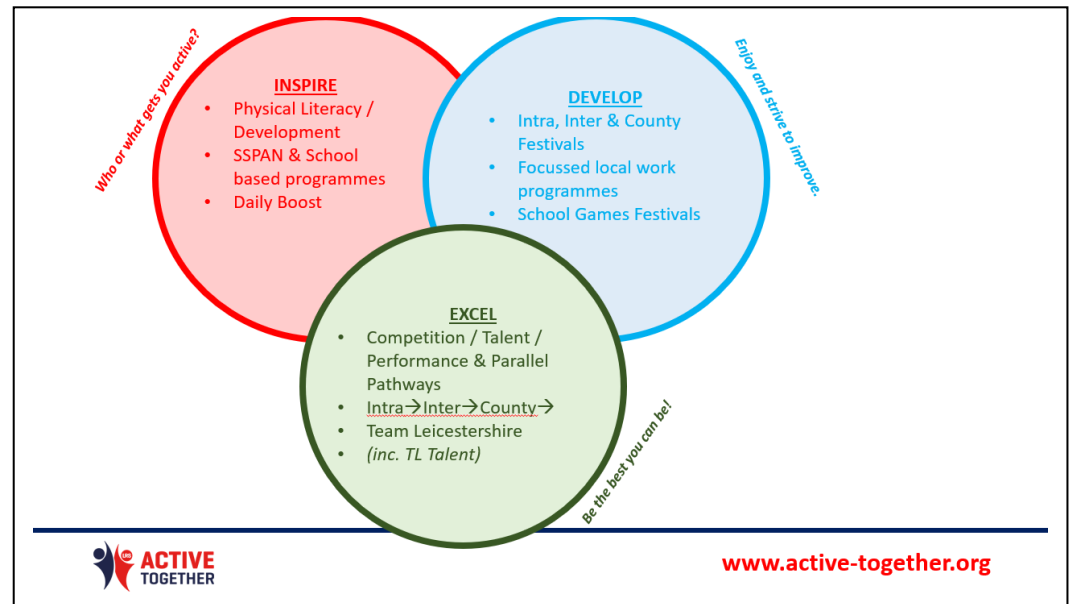 Who or what gets you active?
INSPIRE
• Physical Literacy /
Development
• SSPAN & School
based programmes
• Daily Boost
DEVELOP
• Intra, Inter & County
Festivals
• Focussed local work
programmes
• School Games Festivals
Enjoy and strive to improve.
EXCEL
• Competition / Talent /
Performance & Parallel
Pathways
• Intra→Inter→County→
• Team Leicestershire
• (inc. TL Talent)
Be the best you can be!
LRS
ACTIVE
TOGETHER
www.active-together.org